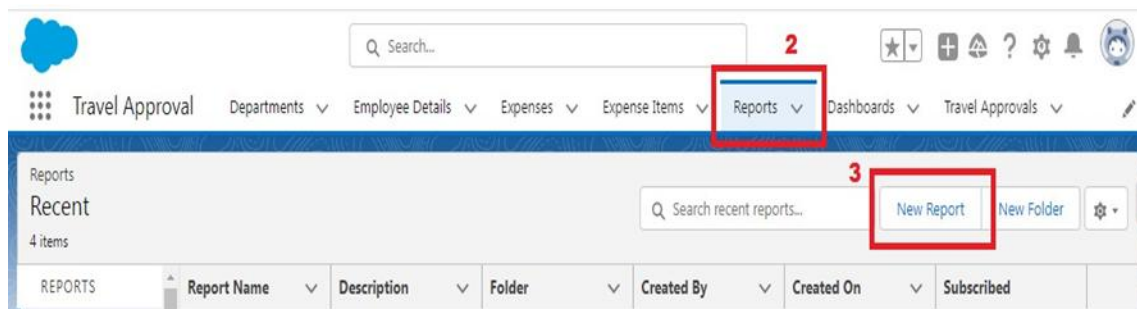 Search...
2
Travel Approval Departments Employee Details Expenses Expense Items Reports Dashboards Travel Approvals
Reports
3
Recent
Search recent reports... New Report New Folder
4 items
REPORTS Report Name Description Folder Created By Created On Subscribed